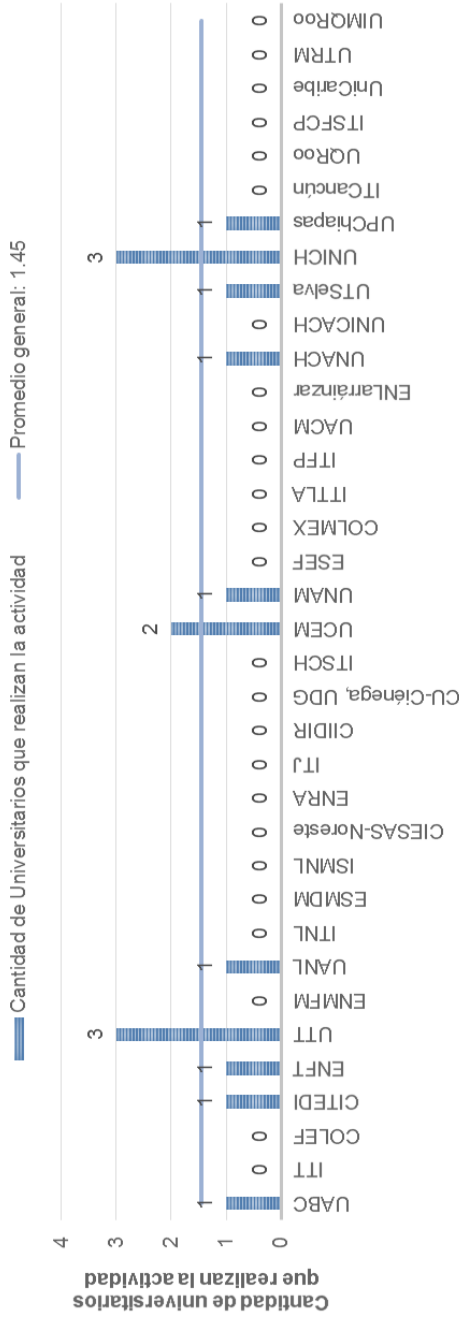 Cantidad de Universitarios que realizan la actividad
Promedio general: 1.45
Cantidad de universitarios
que realizan la actividad
4
3
2
1
0
1
0
0
1
1
3
0
1
0
0
0
0
0
0
0
0
0
2
1
0
0
0
0
0
0
1
0
1
3
1
0
0
0
0
0
0
UABC
ITT
COLEF
CITEDI
ENFT
UTT
ENMFM
UANL
ITNL
ESMDM
ISMNL
CIESAS-Noreste
ENRA
ITJ
CIIDIR
CU-Ciénega, UDG
ITSCH
UCEM
UNAM
ESEF
COLMEX
ITTLA
ITFP
UACM
ENLarráinzar
UNACH
UNICACH
UTSelva
UNICH
UPChiapas
ITCancún
UQRoo
ITSFCP
UniCaribe
UTRM
UIMQRoo